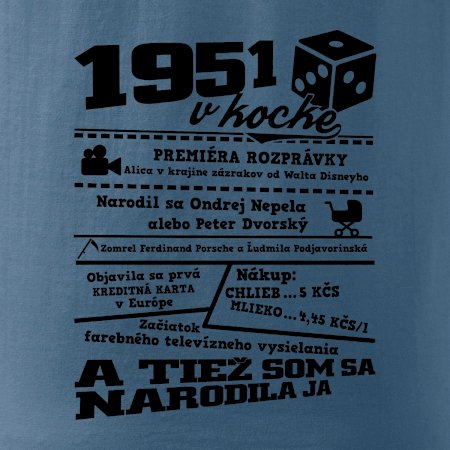 1951
v kocke
PREMIÉRA ROZPRÁVKY
Alica v krajine zázrakov od Walta Disneyho
Narodil sa Ondrej Nepela
alebo Peter Dvorský
Zomrel Ferdinand Porsche a Ľudmila Podjavorinská
Objavila sa prvá
KREDITNÁ KARTA
v Európe
Nákup:
CHLIEB...5 KČS
MLIEKO...4,45 KČS/l
Začiatok
farebného televízneho vysielania
A TIEŽ SOM SA
NARODILA JA